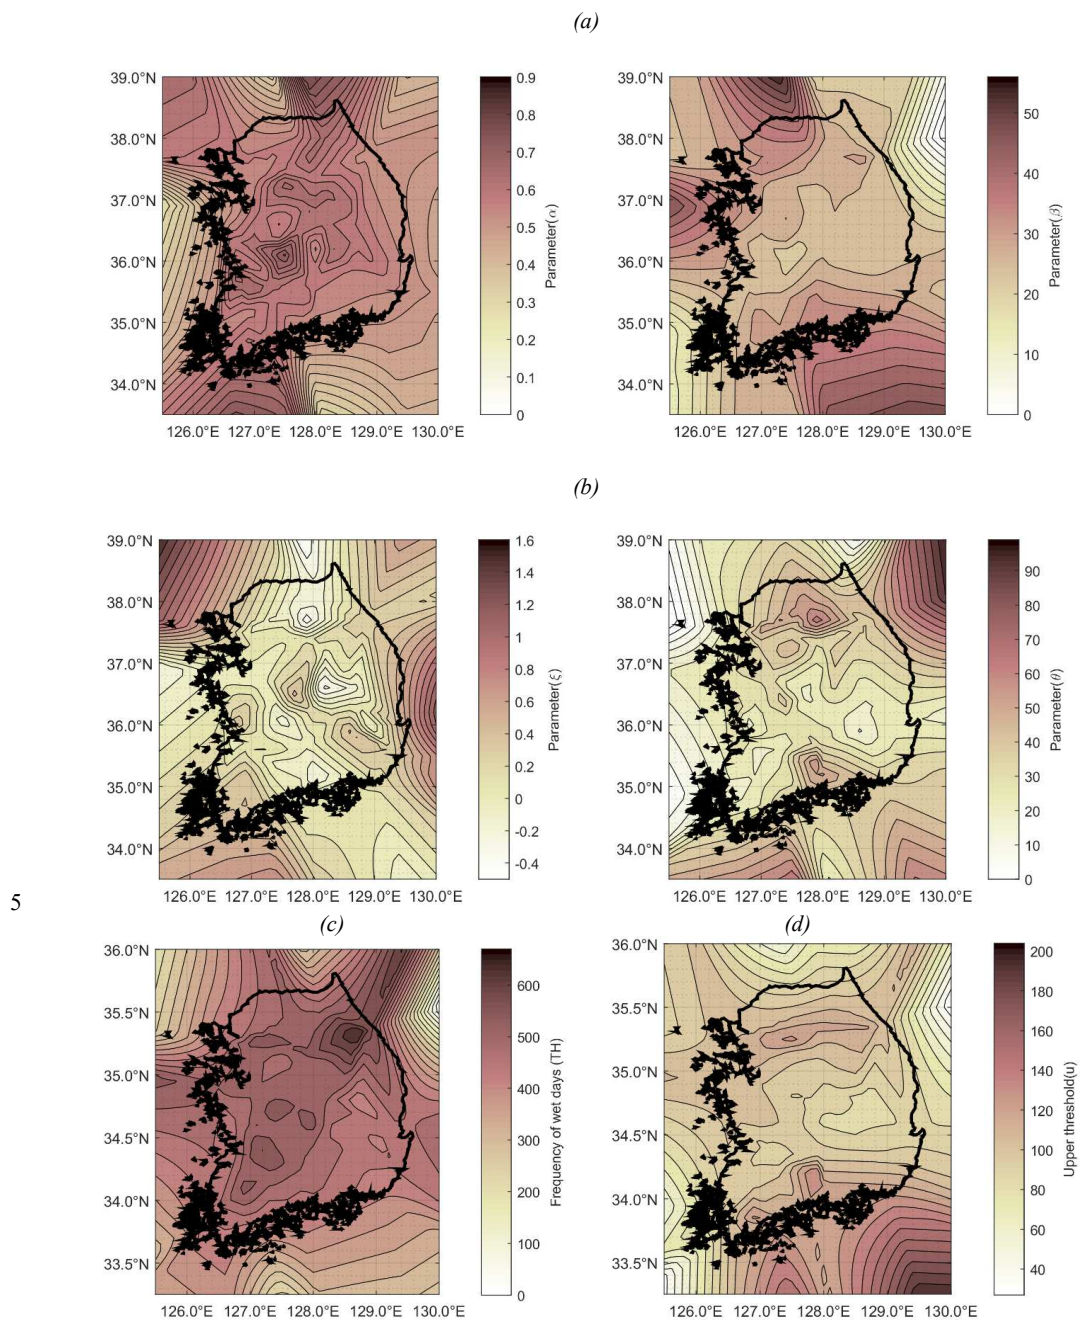 (a)
39.0°N
38.0°N
37.0°N
36.0°N
35.0°N
34.0°N
126.0°E 127.0°E 128.0°E 129.0°E 130.0°E
0.9
0.8
0.7
0.6
0.5
0.4
0.3
0.2
0.1
0
Parameter(α)
39.0°N
38.0°N
37.0°N
36.0°N
35.0°N
34.0°N
126.0°E 127.0°E 128.0°E 129.0°E 130.0°E
50
40
30
20
10
0
Parameter(β)
(b)
39.0°N
38.0°N
37.0°N
36.0°N
35.0°N
34.0°N
126.0°E 127.0°E 128.0°E 129.0°E 130.0°E
1.6
1.4
1.2
1
0.8
0.6
0.4
0.2
0
-0.2
-0.4
Parameter(ξ)
39.0°N
38.0°N
37.0°N
36.0°N
35.0°N
34.0°N
126.0°E 127.0°E 128.0°E 129.0°E 130.0°E
90
80
70
60
50
40
30
20
10
0
Parameter(θ)
5
(c)
(d)
36.0°N
35.5°N
35.0°N
34.5°N
34.0°N
33.5°N
126.0°E 127.0°E 128.0°E 129.0°E 130.0°E
600
500
400
300
200
100
0
Frequency of wet days (TH)
36.0°N
35.5°N
35.0°N
34.5°N
34.0°N
33.5°N
126.0°E 127.0°E 128.0°E 129.0°E 130.0°E
200
180
160
140
120
100
80
60
40
Upper threshold(u)